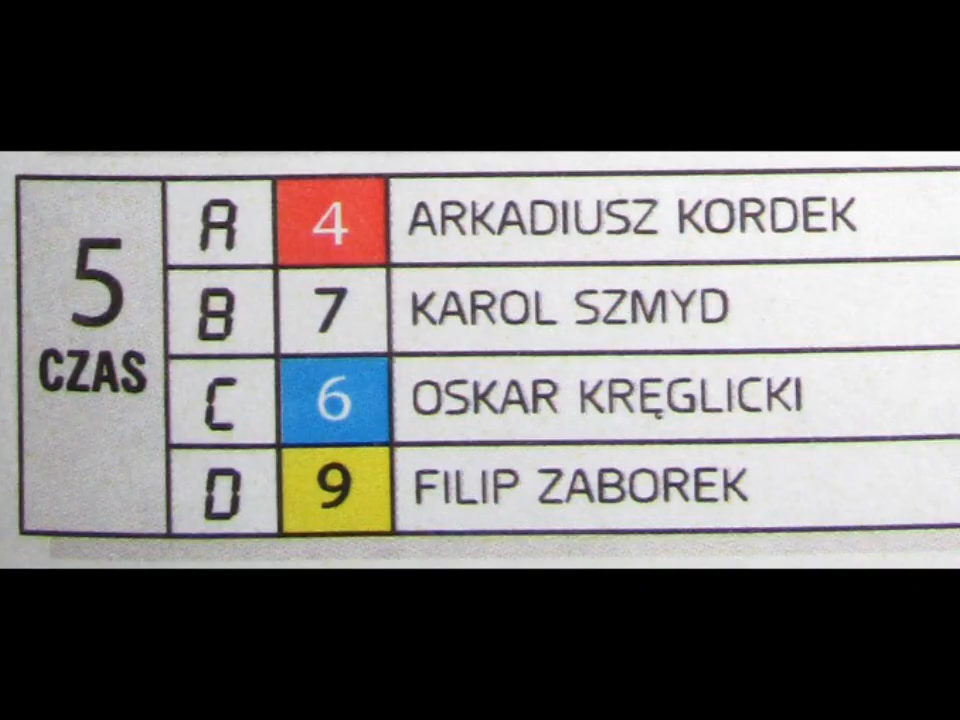 5
CZAS
A 4 ARKADIUSZ KORDEK
B 7 KAROL SZMYD
C 6 OSKAR KRĘGLICKI
D 9 FILIP ZABOREK